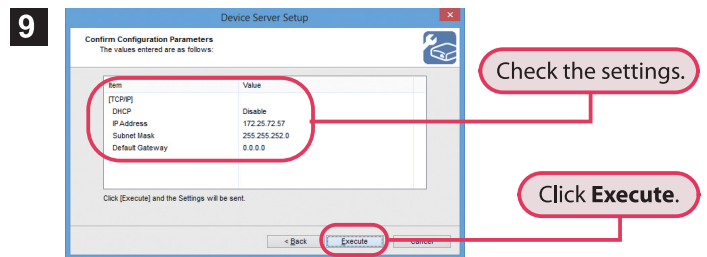 9
Device Server Setup
Confirm Configuration Parameters
The values entered are as follows:
Item Value
[TCP/IP]
DHCP Disable
IP Address 172.25.72.57
Subnet Mask 255.255.252.0
Default Gateway 0.0.0.0
Check the settings.
Click [Execute] and the Settings will be sent.
Click Execute.
< Back Execute Cancel